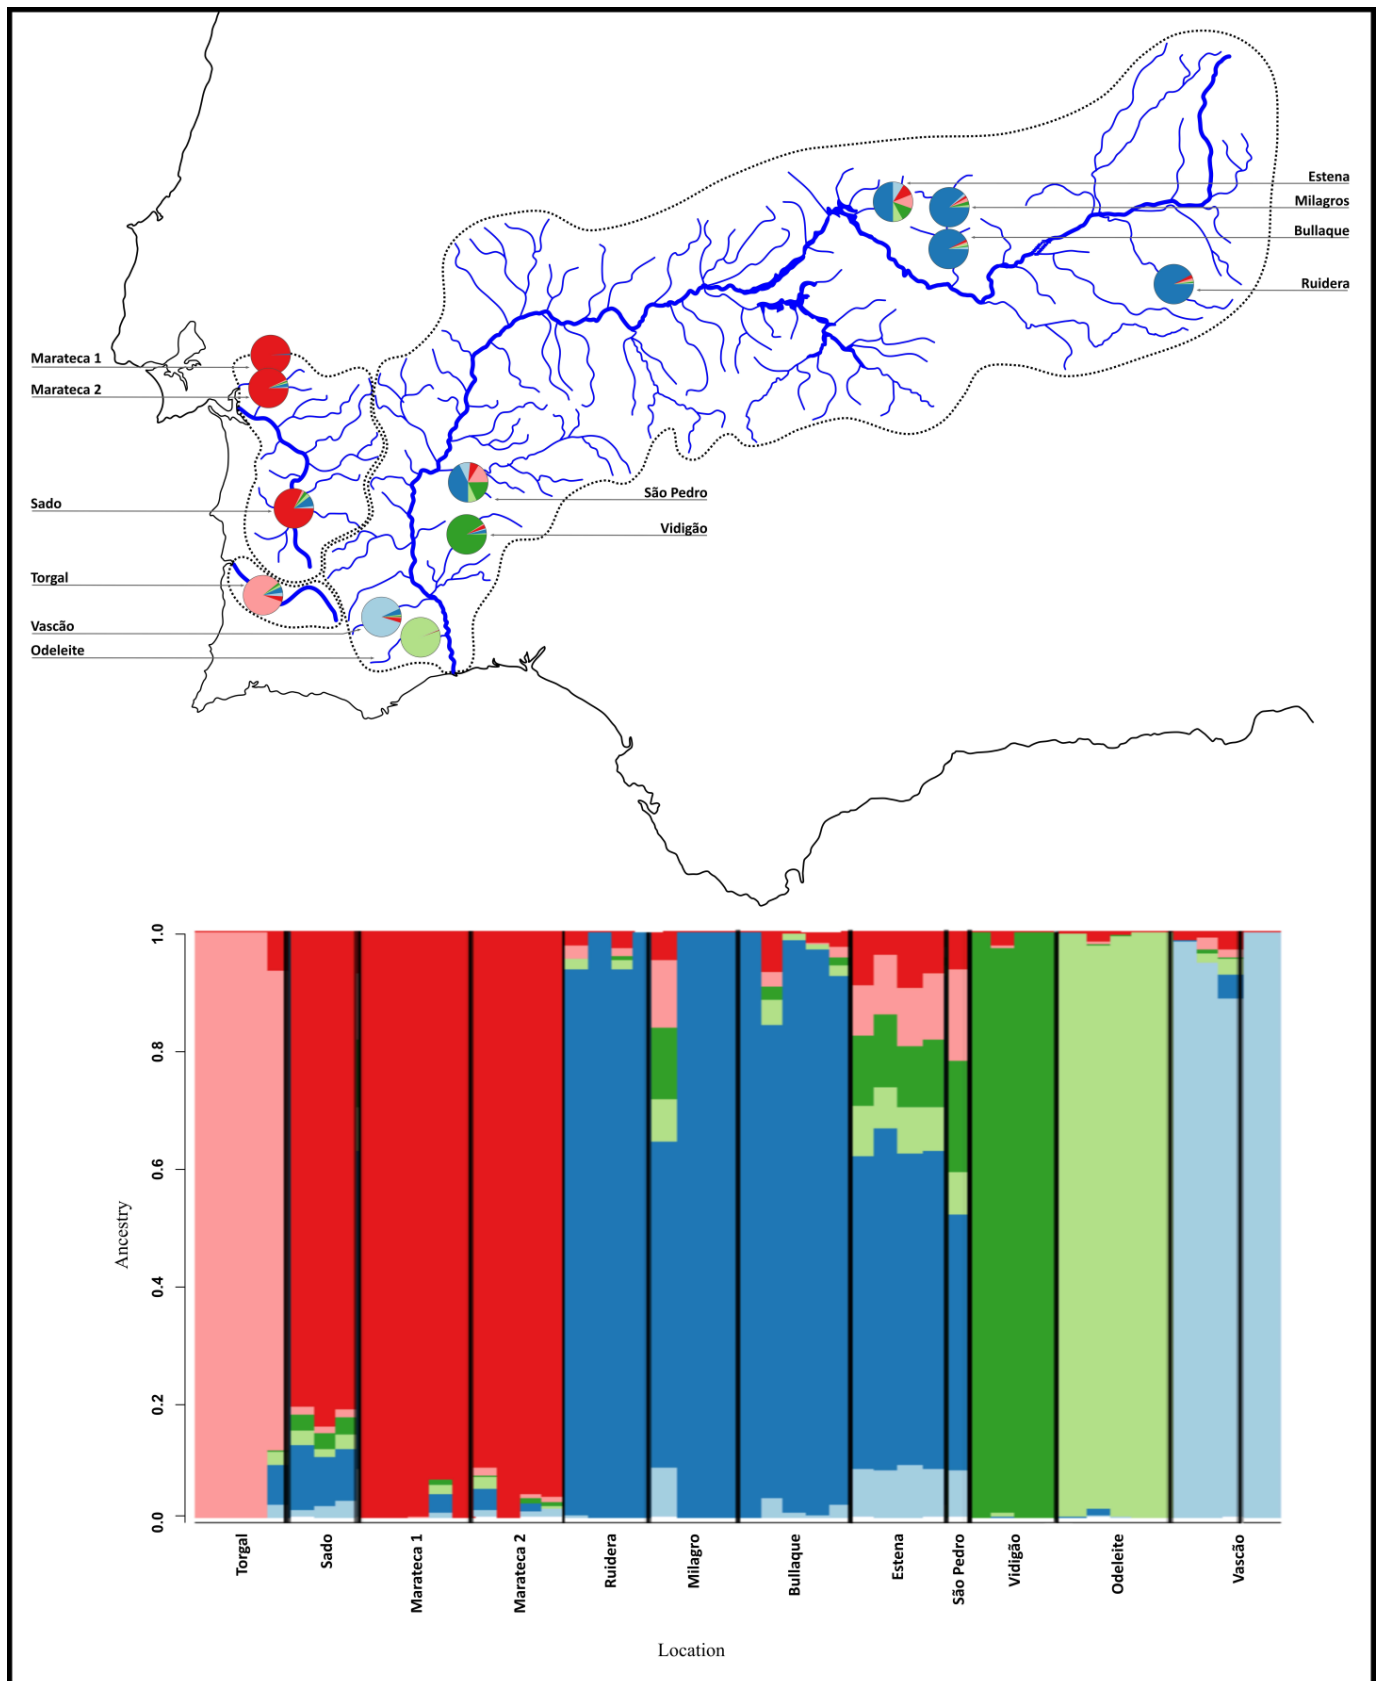 Estena
Milagros
Bullaque
Ruidera
Marateca 1
Marateca 2
Sado
São Pedro
Vidigão
Torgal
Vascão
Odeleite
1.0
0.8
0.6
0.4
0.2
0.0
Ancestry
Torgal
Sado
Marateca 1
Marateca 2
Ruidera
Milagro
Bullaque
Estena
São Pedro
Vidigão
Odeleite
Vascão
Location